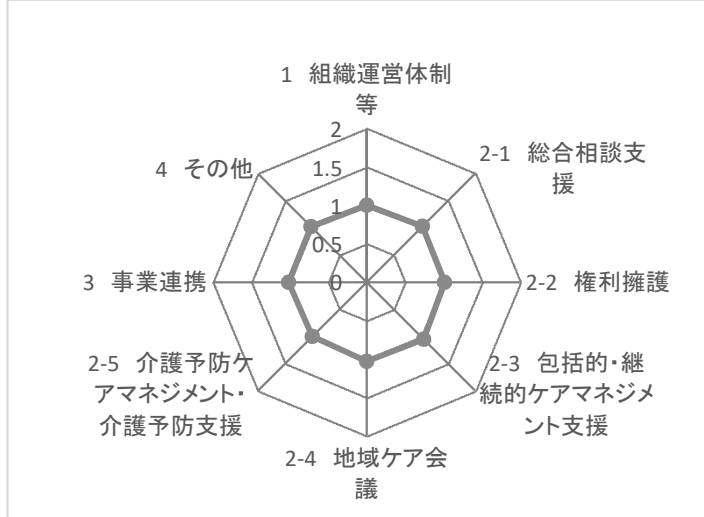 1 組織運営体制
等
2
2-1 総合相談支
援
1.5
4 その他
1
0.5
3 事業連携
0
2-2 権利擁護
2-5 介護予防ケ
アマネジメント・
介護予防支援
2-3 包括的・継
続的ケアマネジメ
ント支援
2-4 地域ケア会
議